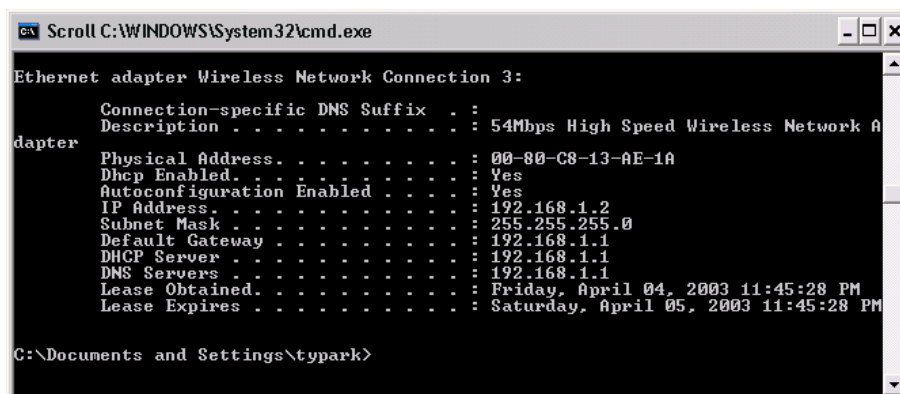 Scroll C:\WINDOWS\System32\cmd.exe
Ethernet adapter Wireless Network Connection 3:
Connection-specific DNS Suffix . :
Description . . . . . . . . . . . : 54Mbps High Speed Wireless Network A
dapter
Physical Address. . . . . . . . . : 00-80-C8-13-AE-1A
Dhcp Enabled. . . . . . . . . . . : Yes
Autoconfiguration Enabled . . . . : Yes
IP Address. . . . . . . . . . . . : 192.168.1.2
Subnet Mask . . . . . . . . . . . : 255.255.255.0
Default Gateway . . . . . . . . . : 192.168.1.1
DHCP Server . . . . . . . . . . . : 192.168.1.1
DNS Servers . . . . . . . . . . . : 192.168.1.1
Lease Obtained. . . . . . . . . . : Friday, April 04, 2003 11:45:28 PM
Lease Expires . . . . . . . . . . : Saturday, April 05, 2003 11:45:28 PM
C:\Documents and Settings\typark>